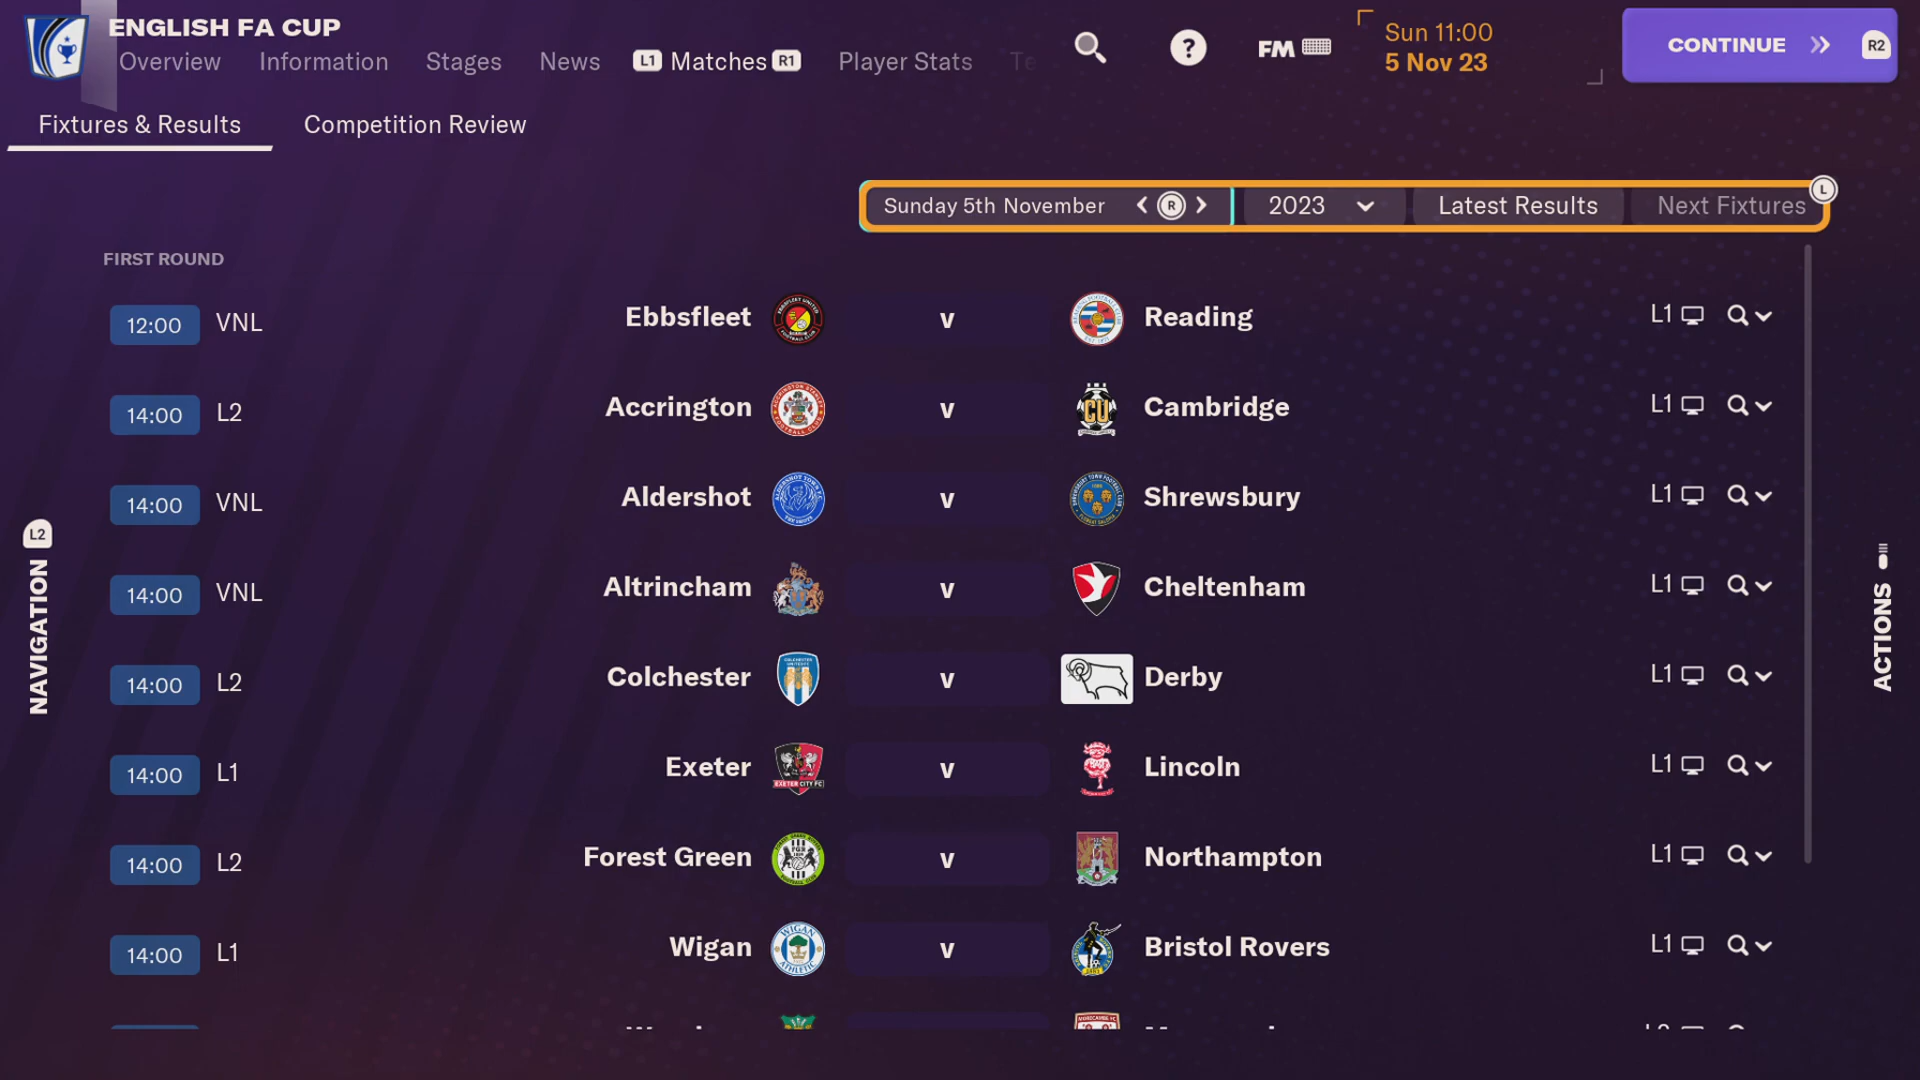 ENGLISH FA CUP
Overview Information Stages News L1 Matches R1 Player Stats
? FM Sun 11:00
5 Nov 23
CONTINUE R2
Fixtures & Results Competition Review
Sunday 5th November R 2023 Latest Results Next Fixtures L
FIRST ROUND
12:00 VNL Ebbsfleet v Reading L1
14:00 L2 Accrington v Cambridge L1
14:00 VNL Aldershot v Shrewsbury L1
14:00 VNL Altrincham v Cheltenham L1
14:00 L2 Colchester v Derby L1
14:00 L1 Exeter v Lincoln L1
14:00 L2 Forest Green v Northampton L1
14:00 L1 Wigan v Bristol Rovers L1
NAVIGATION L2
ACTIONS